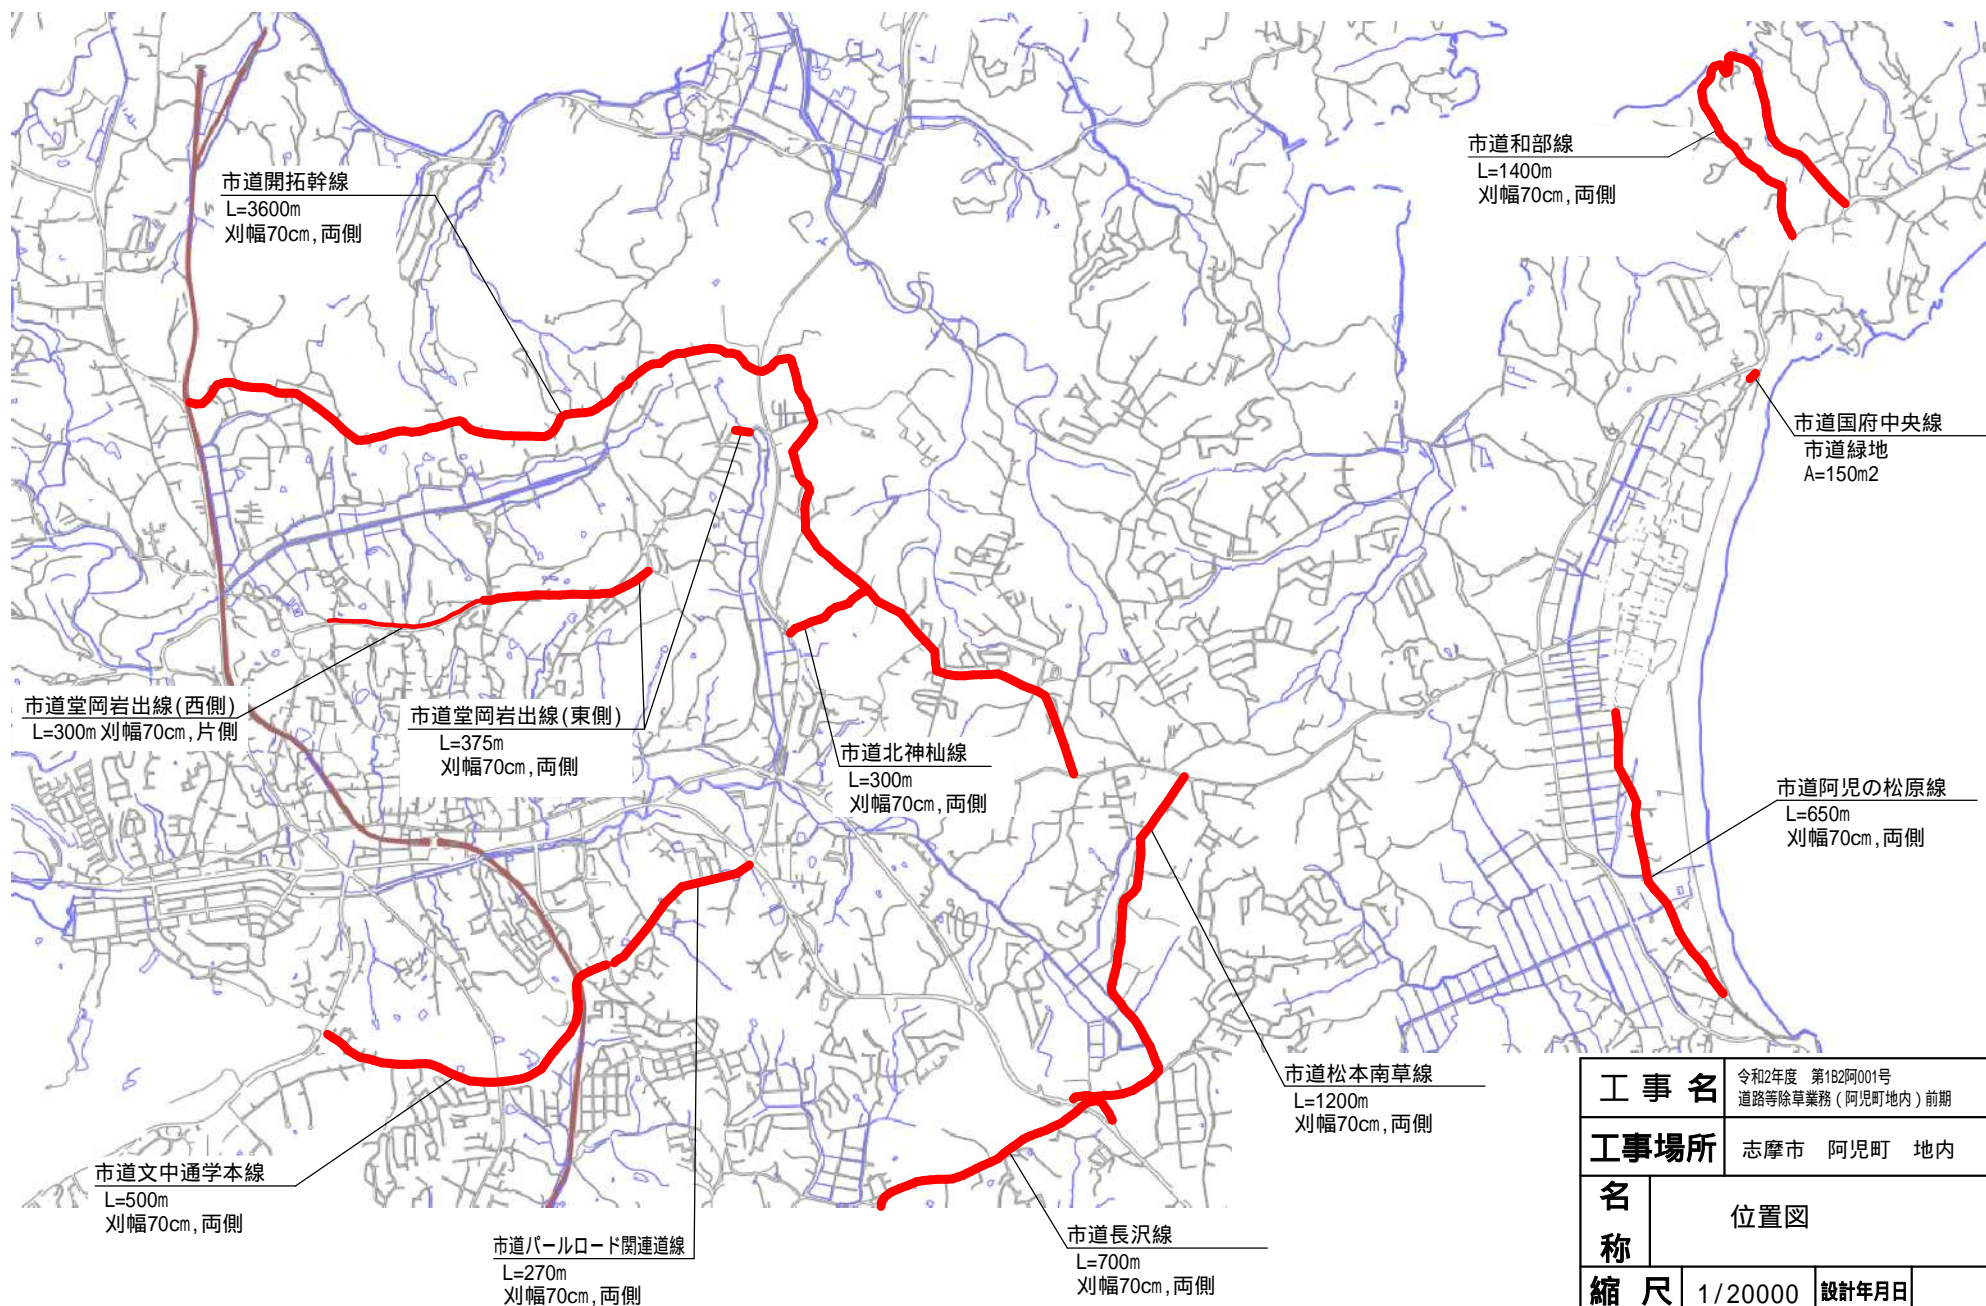 市道和部線
L=1400m
刈幅70cm,両側
市道開拓幹線
L=3600m
刈幅70cm,両側
市道国府中央線
市道緑地
A=150m2
市道堂岡岩出線(西側)
L=300m 刈幅70cm,片側
市道堂岡岩出線(東側)
L=375m
刈幅70cm,両側
市道北神杣線
L=300m
刈幅70cm,両側
市道阿児の松原線
L=650m
刈幅70cm,両側
市道松本南草線
L=1200m
刈幅70cm,両側
市道文中通学本線
L=500m
刈幅70cm,両側
市道パールロード関連道線
L=270m
刈幅70cm,両側
市道長沢線
L=700m
刈幅70cm,両側
工事名
令和2年度 第1B2阿001号
道路等除草業務(阿児町地内)前期
工事場所
志摩市 阿児町 地内
名称
位置図
縮尺
1/20000
設計年月日